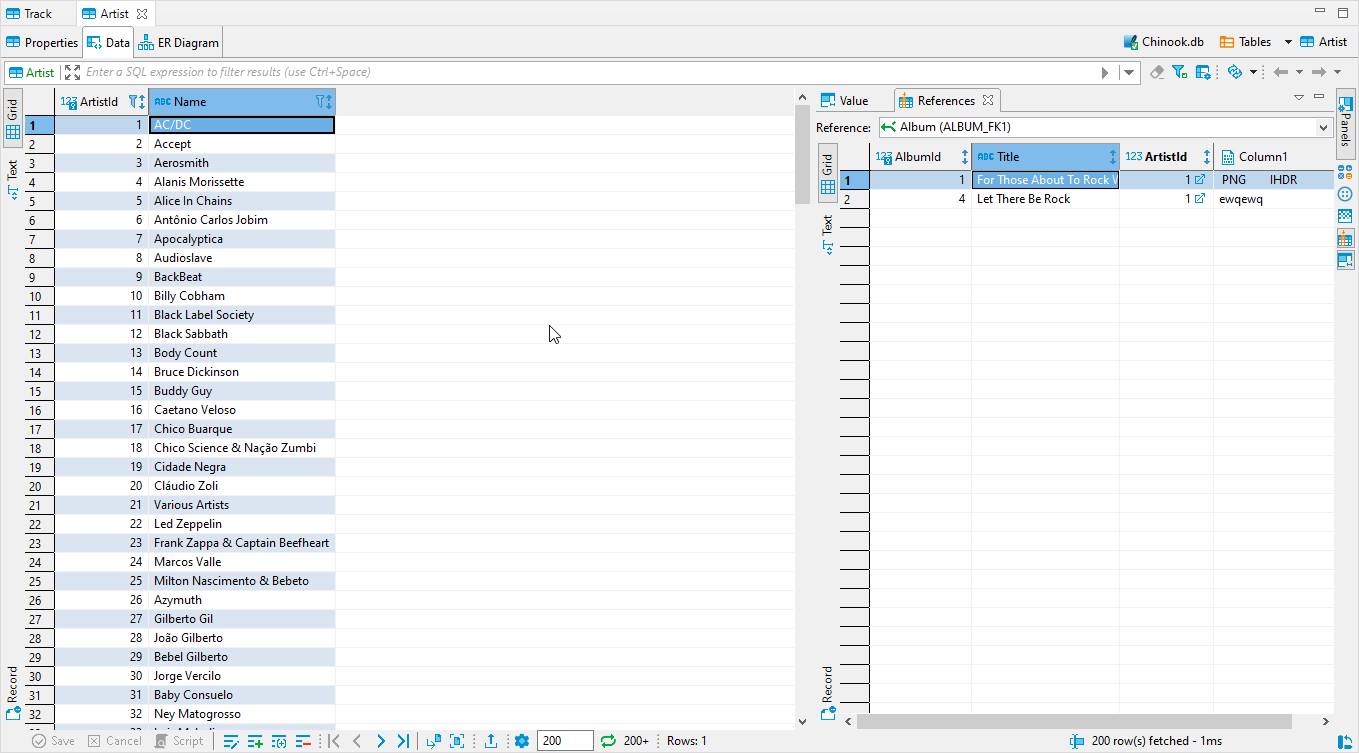 Track
Artist
Properties
Data
ER Diagram
Chinook.db
Tables
Artist
Artist
Enter a SQL expression to filter results (use Ctrl+Space)
Grid
Text
Record
123 ArtistId
ABC Name
1 1 AC/DC
2 2 Accept
3 3 Aerosmith
4 4 Alanis Morissette
5 5 Alice In Chains
6 6 Antônio Carlos Jobim
7 7 Apocalyptica
8 8 Audioslave
9 9 BackBeat
10 10 Billy Cobham
11 11 Black Label Society
12 12 Black Sabbath
13 13 Body Count
14 14 Bruce Dickinson
15 15 Buddy Guy
16 16 Caetano Veloso
17 17 Chico Buarque
18 18 Chico Science & Nação Zumbi
19 19 Cidade Negra
20 20 Cláudio Zoli
21 21 Various Artists
22 22 Led Zeppelin
23 23 Frank Zappa & Captain Beefheart
24 24 Marcos Valle
25 25 Milton Nascimento & Bebeto
26 26 Azymuth
27 27 Gilberto Gil
28 28 João Gilberto
29 29 Bebel Gilberto
30 30 Jorge Vercilo
31 31 Baby Consuelo
32 32 Ney Matogrosso
Value
References
Reference: Album (ALBUM_FK1)
Grid
Text
Record
123 AlbumId ABC Title 123 ArtistId Column1
1 1 For Those About To Rock W 1 PNG IHDR
2 4 Let There Be Rock 1 ewqewq
Panels
Save
Cancel
Script
200
200+
Rows: 1
200 row(s) fetched - 1ms